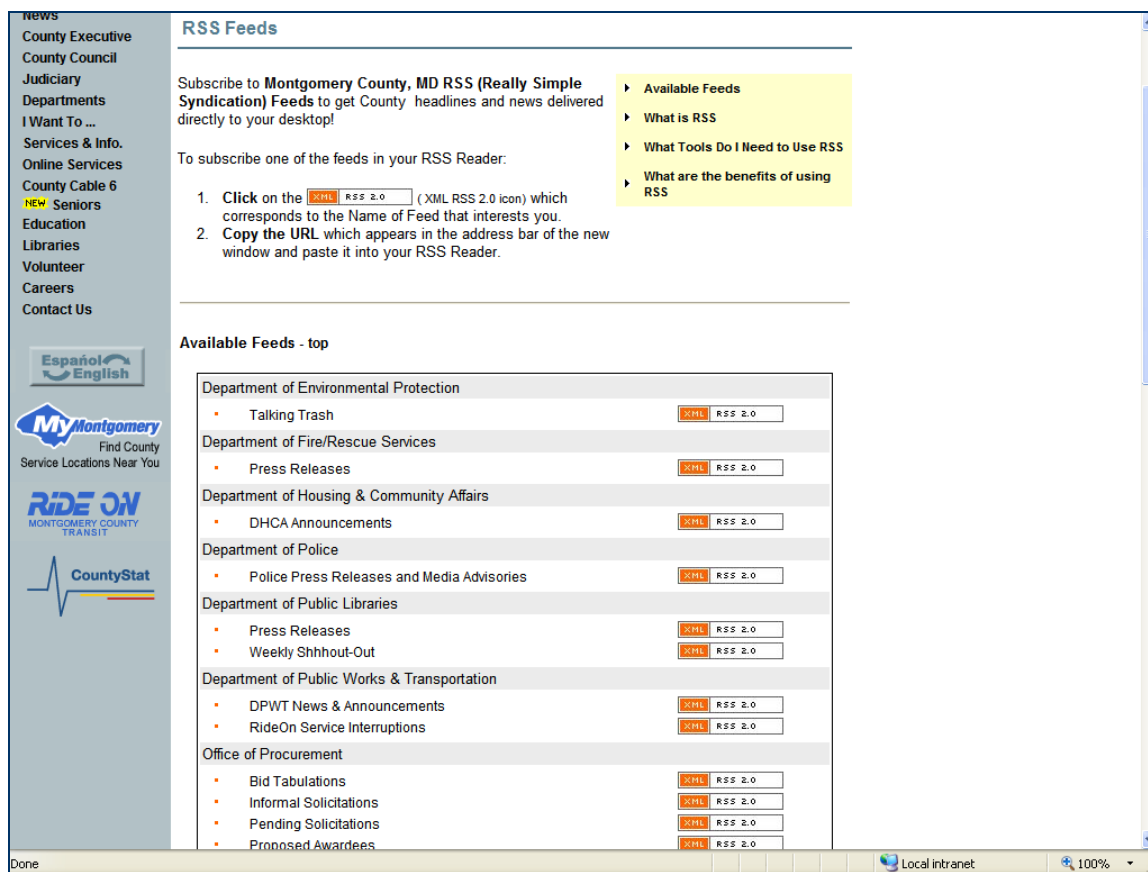 News
County Executive
County Council
Judiciary
Departments
I Want To ...
Services & Info.
Online Services
County Cable 6
NEW Seniors
Education
Libraries
Volunteer
Careers
Contact Us
Español
English
MyMontgomery
Find County
Service Locations Near You
RIDE ON
MONTGOMERY COUNTY
TRANSIT
CountyStat
RSS Feeds
Subscribe to Montgomery County, MD RSS (Really Simple
Syndication) Feeds to get County headlines and news delivered
directly to your desktop!
To subscribe one of the feeds in your RSS Reader:
1. Click on the XML RSS 2.0 ( XML RSS 2.0 icon) which
corresponds to the Name of Feed that interests you.
2. Copy the URL which appears in the address bar of the new
window and paste it into your RSS Reader.
Available Feeds
What is RSS
What Tools Do I Need to Use RSS
What are the benefits of using
RSS
Available Feeds - top
Department of Environmental Protection
Talking Trash XML RSS 2.0
Department of Fire/Rescue Services
Press Releases XML RSS 2.0
Department of Housing & Community Affairs
DHCA Announcements XML RSS 2.0
Department of Police
Police Press Releases and Media Advisories XML RSS 2.0
Department of Public Libraries
Press Releases XML RSS 2.0
Weekly Shhhout-Out XML RSS 2.0
Department of Public Works & Transportation
DPWT News & Announcements XML RSS 2.0
RideOn Service Interruptions XML RSS 2.0
Office of Procurement
Bid Tabulations XML RSS 2.0
Informal Solicitations XML RSS 2.0
Pending Solicitations XML RSS 2.0
Proposed Awardees XML RSS 2.0
Done
Local intranet
100%